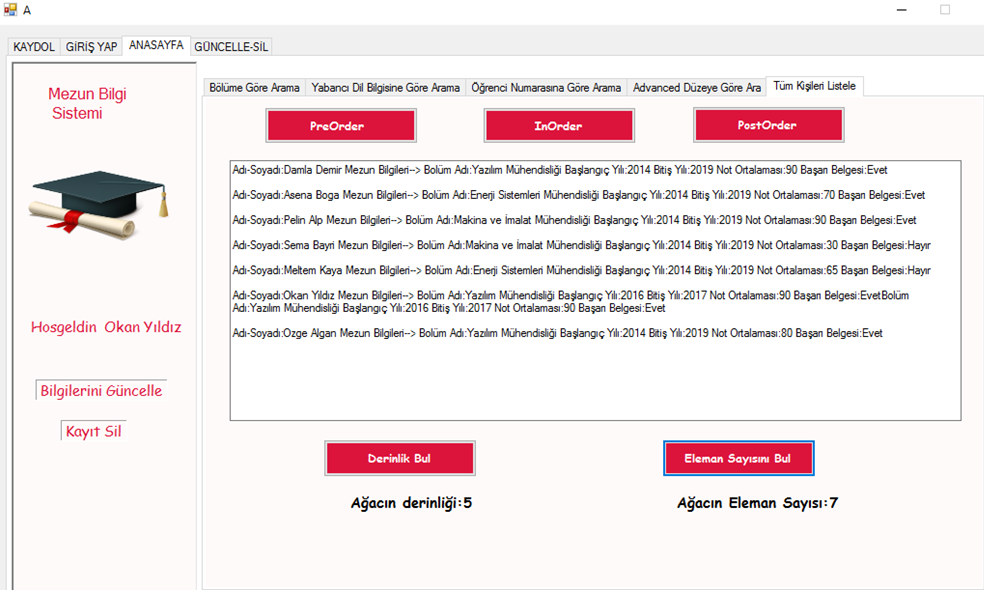 A
KAYDOL GİRİŞ YAP ANASAYFA GÜNCELLE-SİL
Mezun Bilgi
Sistemi
Hosgeldin Okan Yıldız
Bilgilerini Güncelle
Kayıt Sil
Bölüme Göre Arama Yabancı Dil Bilgisine Göre Arama Öğrenci Numarasına Göre Arama Advanced Düzeye Göre Ara Tüm Kişileri Listele
PreOrder InOrder PostOrder
Adı-Soyadı:Damla Demir Mezun Bilgileri--> Bolüm Adı:Yazılım Mühendisliği Başlangıç Yılı:2014 Bitiş Yılı:2019 Not Ortalaması:90 Başarı Belgesi:Evet
Adı-Soyadı:Asena Boga Mezun Bilgileri--> Bolüm Adı:Enerji Sistemleri Mühendisliği Başlangıç Yılı:2014 Bitiş Yılı:2019 Not Ortalaması:70 Başarı Belgesi:Evet
Adı-Soyadı:Pelin Alp Mezun Bilgileri--> Bolüm Adı:Makina ve İmalat Mühendisliği Başlangıç Yılı:2014 Bitiş Yılı:2019 Not Ortalaması:90 Başarı Belgesi:Evet
Adı-Soyadı:Sema Bayri Mezun Bilgileri--> Bolüm Adı:Makina ve İmalat Mühendisliği Başlangıç Yılı:2014 Bitiş Yılı:2019 Not Ortalaması:30 Başarı Belgesi:Hayır
Adı-Soyadı:Meltem Kaya Mezun Bilgileri--> Bolüm Adı:Enerji Sistemleri Mühendisliği Başlangıç Yılı:2014 Bitiş Yılı:2019 Not Ortalaması:65 Başarı Belgesi:Hayır
Adı-Soyadı:Okan Yıldız Mezun Bilgileri--> Bolüm Adı:Yazılım Mühendisliği Başlangıç Yılı:2016 Bitiş Yılı:2017 Not Ortalaması:90 Başarı Belgesi:EvetBolüm
Adı:Yazılım Mühendisliği Başlangıç Yılı:2016 Bitiş Yılı:2017 Not Ortalaması:90 Başarı Belgesi:Evet
Adı-Soyadı:Ozge Algan Mezun Bilgileri--> Bolüm Adı:Yazılım Mühendisliği Başlangıç Yılı:2014 Bitiş Yılı:2019 Not Ortalaması:80 Başarı Belgesi:Evet
Derinlik Bul Eleman Sayısını Bul
Ağacın derinliği:5 Ağacın Eleman Sayısı:7